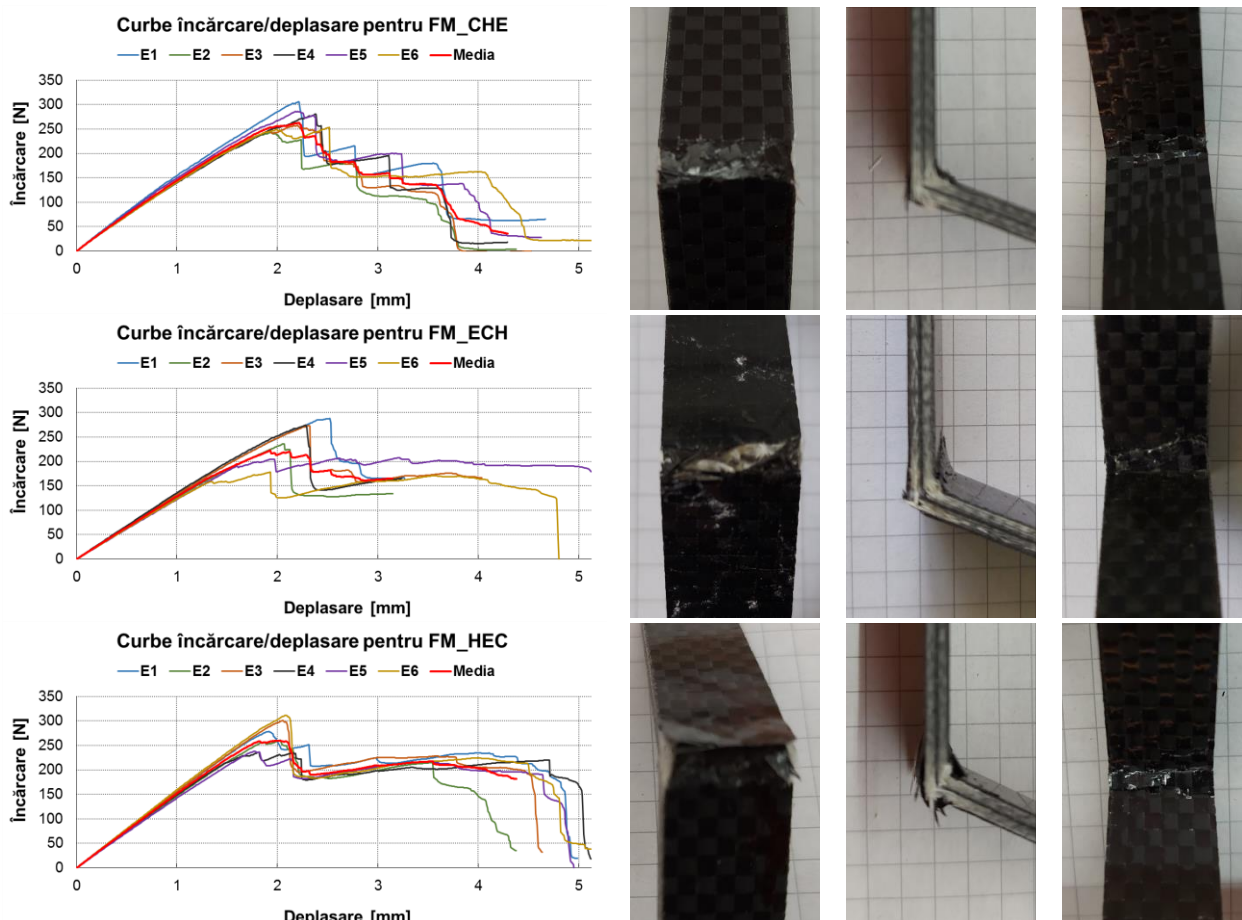 Curbe încărcare/deplasare pentru FM_CHE
E1 E2 E3 E4 E5 E6 Media
Încărcare [N]
350
300
250
200
150
100
50
0
0 1 2 3 4 5
Deplasare [mm]
Curbe încărcare/deplasare pentru FM_ECH
E1 E2 E3 E4 E5 E6 Media
Încărcare [N]
350
300
250
200
150
100
50
0
0 1 2 3 4 5
Deplasare [mm]
Curbe încărcare/deplasare pentru FM_HEC
E1 E2 E3 E4 E5 E6 Media
Încărcare [N]
350
300
250
200
150
100
50
0
0 1 2 3 4 5
Deplasare [mm]